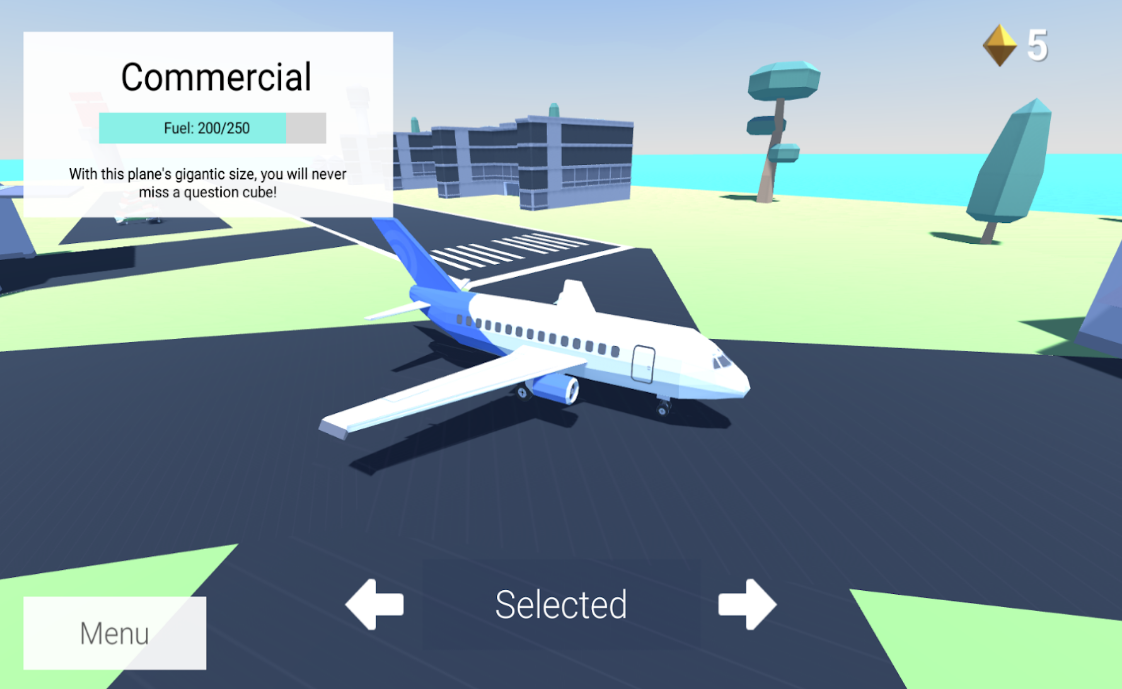 Commercial
5
Fuel: 200/250
With this plane's gigantic size, you will never
miss a question cube!
Selected
Menu